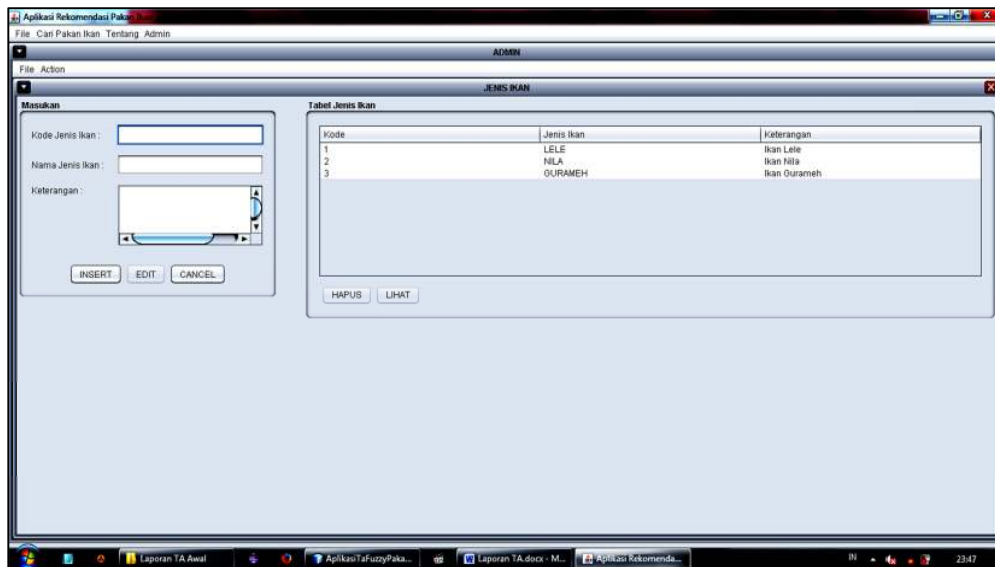 Aplikasi Rekomendasi Pakan Ikan
File Cari Pakan Ikan Tentang Admin
ADMIN
File Action
JENIS IKAN
Masukan
Kode Jenis Ikan :
Nama Jenis Ikan :
Keterangan :
INSERT EDIT CANCEL
Tabel Jenis Ikan
Kode Jenis Ikan Keterangan
1 LELE Ikan Lele
2 NILA Ikan Nila
3 GURAMEH Ikan Gurameh
HAPUS LIHAT
Laporan TA Awal AplikasiTaFuzzyPaka... Laporan TA.docx - M... Aplikasi Rekomenda... IN 23:47